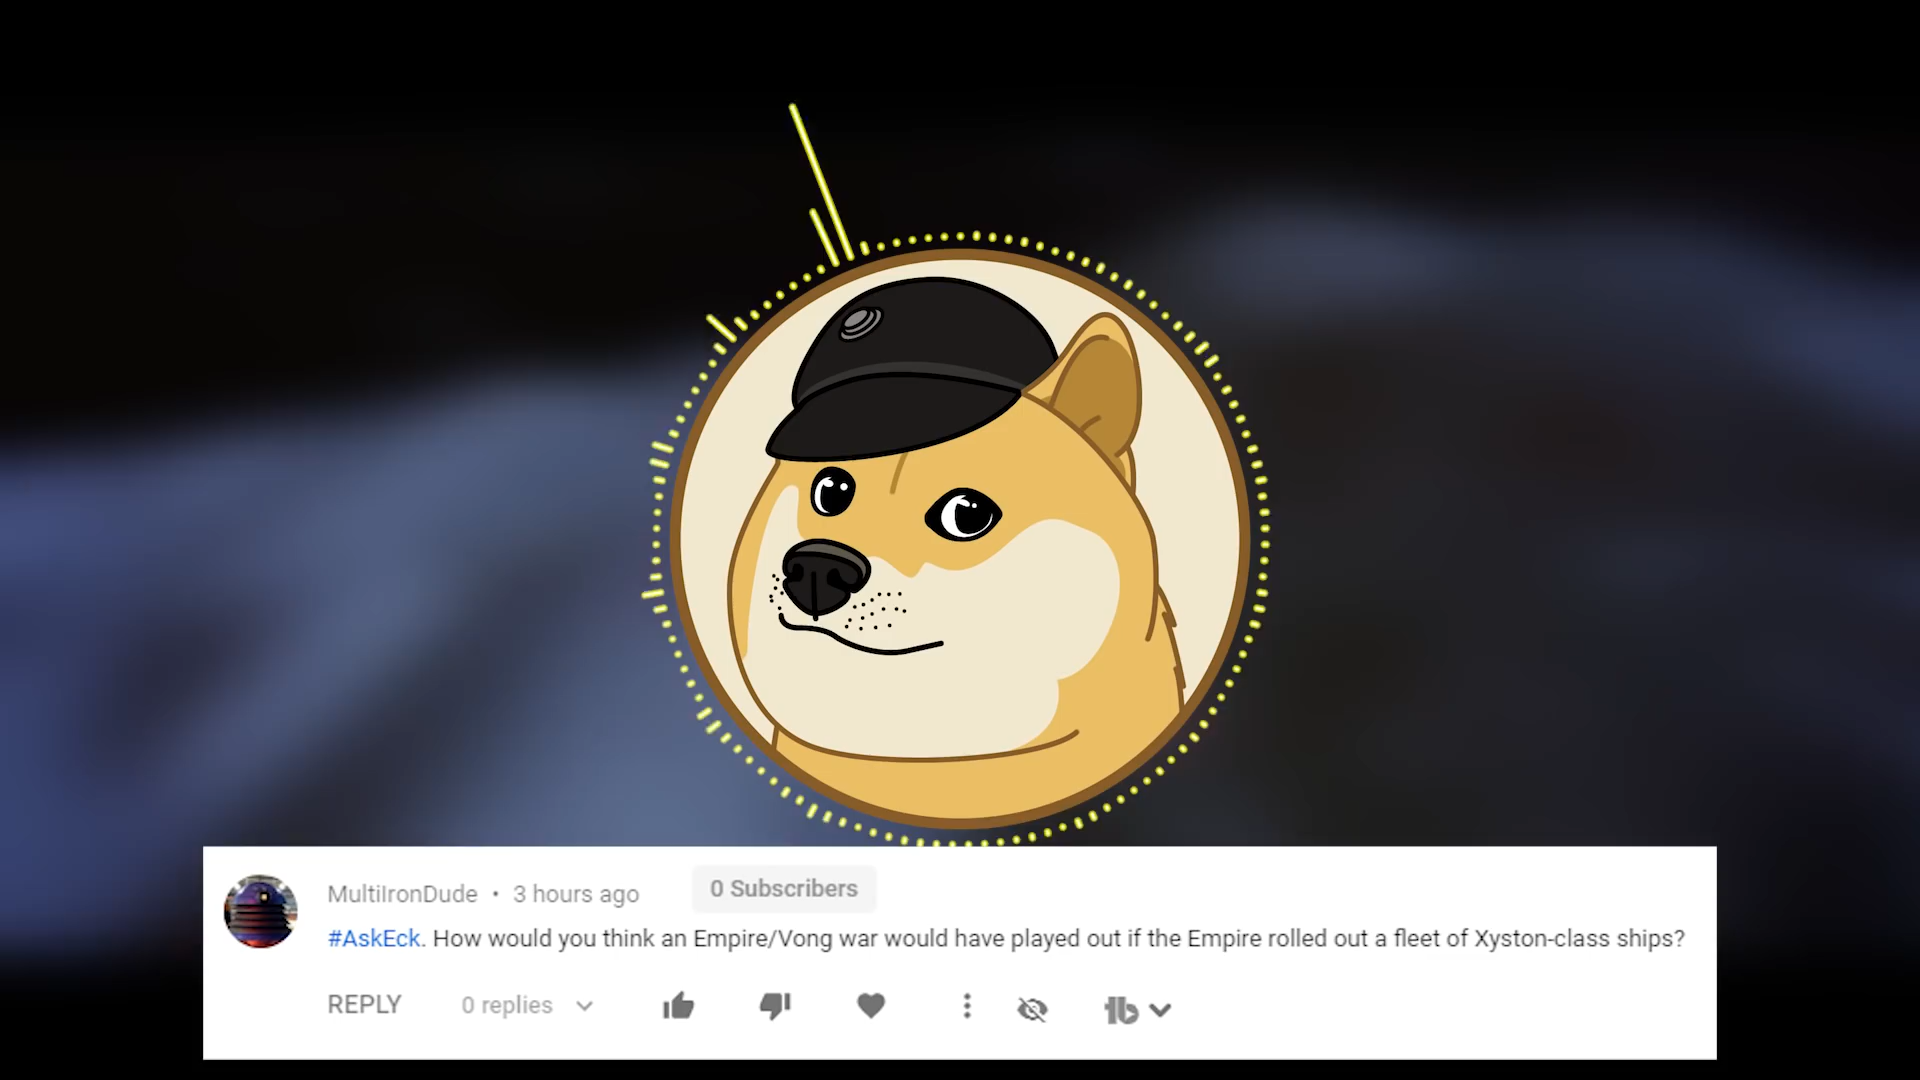 MultiIronDude • 3 hours ago 0 Subscribers
#AskEck. How would you think an Empire/Vong war would have played out if the Empire rolled out a fleet of Xyston-class ships?
REPLY 0 replies